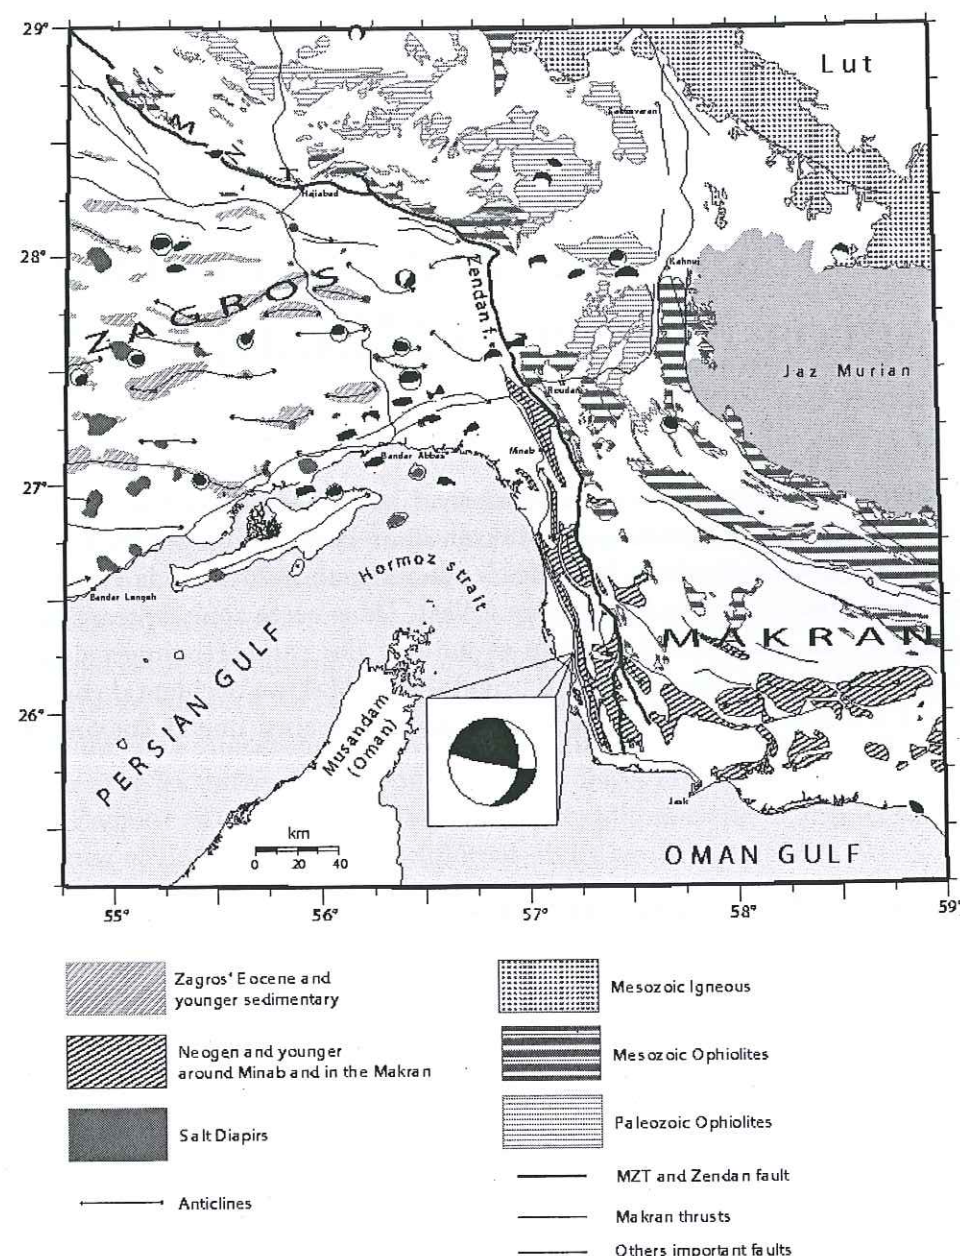 29°
Lut
Kahnaveran
M
Z
Hajiabad
28°
Zendan f.
Kahnuj
ZAGROS
Jaz Murian
Roudan
Minab
Bandar Abbas
27°
Hormoz strait
Bandar Lengeh
MAKRAN
PERSIAN GULF
26°
Musandam
(Oman)
Jask
km
0 20 40
OMAN GULF
55° 56° 57° 58° 59°
Zagros' Eocene and
younger sedimentary
Neogen and younger
around Minab and in the Makran
Salt Diapirs
Anticlines
Mesozoic Igneous
Mesozoic Ophiolites
Paleozoic Ophiolites
MZT and Zendan fault
Makran thrusts
Others important faults